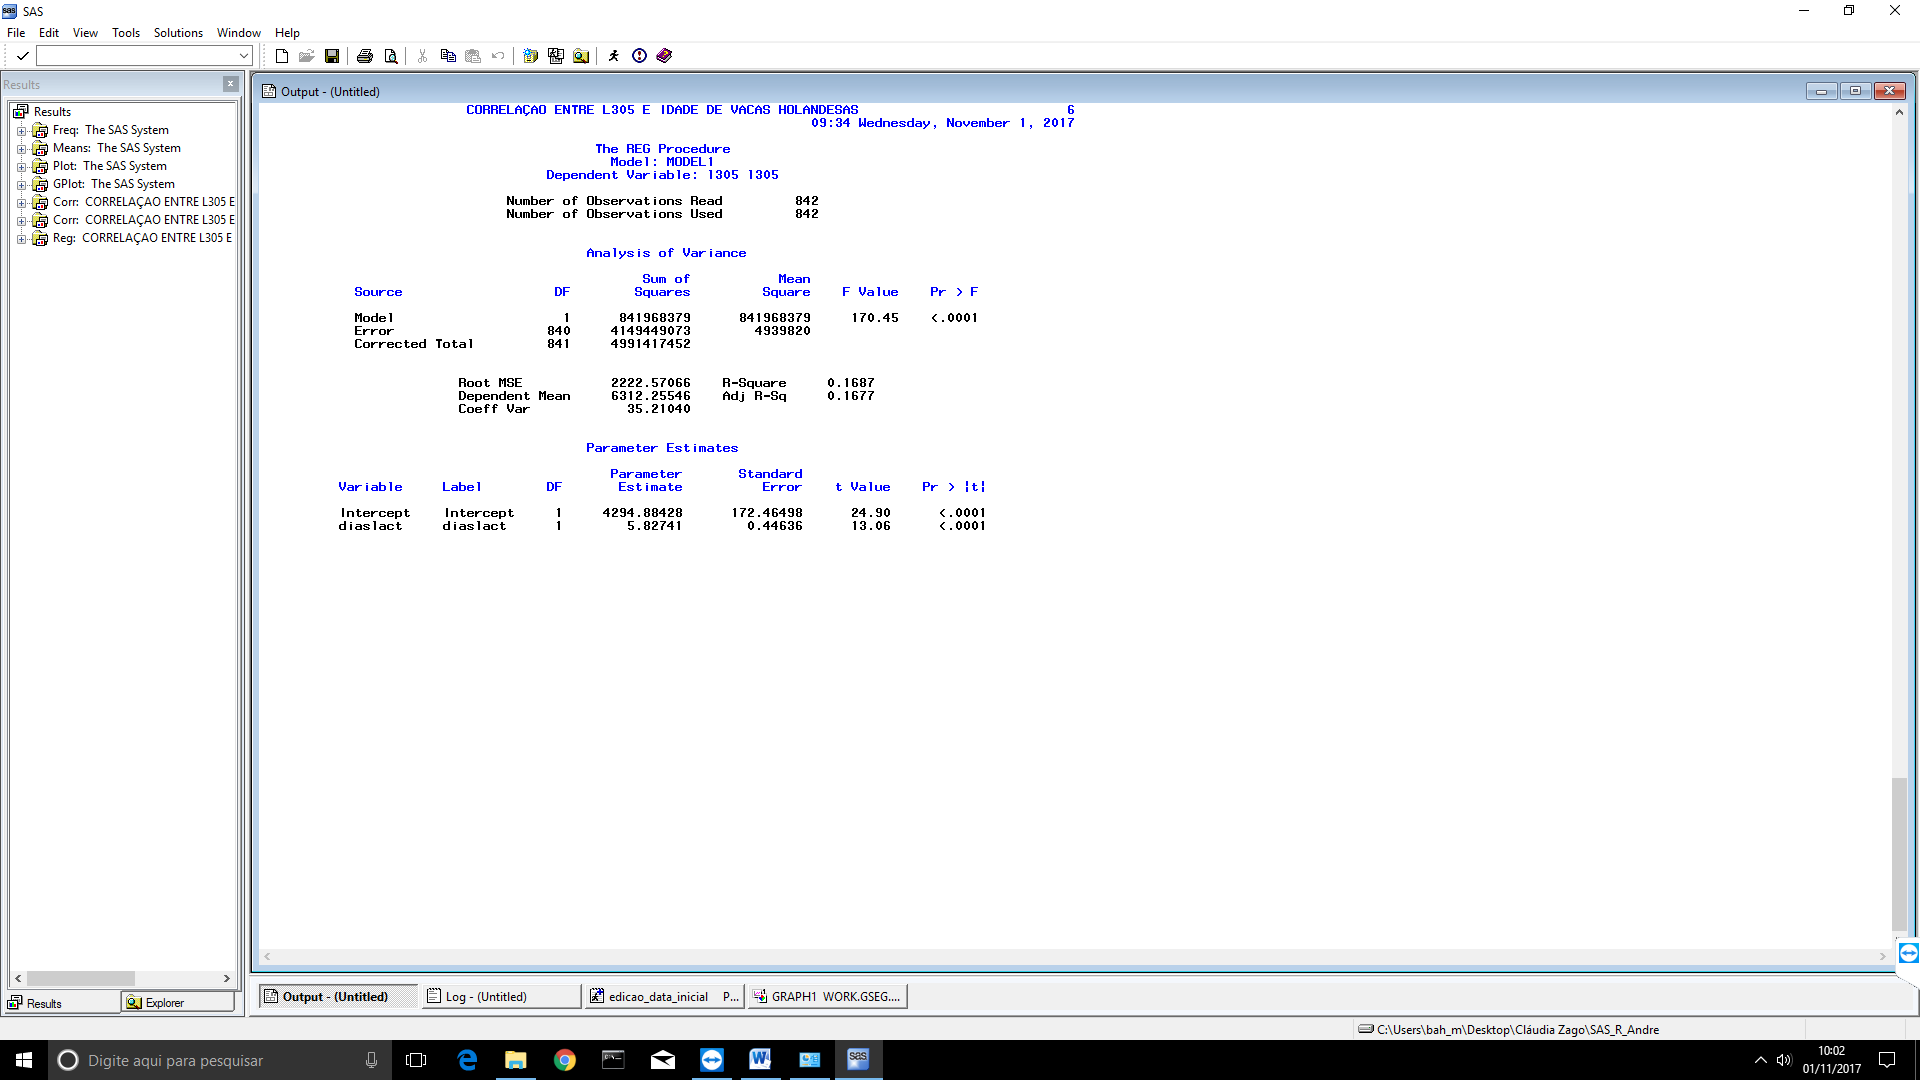 SAS
File Edit View Tools Solutions Window Help
Results
Results
Freq: The SAS System
Means: The SAS System
Plot: The SAS System
GPlot: The SAS System
Corr: CORRELAÇAO ENTRE L305 E
Corr: CORRELAÇAO ENTRE L305 E
Reg: CORRELAÇAO ENTRE L305 E
Results Explorer
Output - (Untitled)
CORRELAÇAO ENTRE L305 E IDADE DE VACAS HOLANDESAS 6
09:34 Wednesday, November 1, 2017
The REG Procedure
Model: MODEL1
Dependent Variable: l305 l305
Number of Observations Read 842
Number of Observations Used 842
Analysis of Variance
Sum of Mean
Source DF Squares Square F Value Pr > F
Model 1 841968379 841968379 170.45 <.0001
Error 840 4149449073 4939820
Corrected Total 841 4991417452
Root MSE 2222.57066 R-Square 0.1687
Dependent Mean 6312.25546 Adj R-Sq 0.1677
Coeff Var 35.21040
Parameter Estimates
Parameter Standard
Variable Label DF Estimate Error t Value Pr > |t|
Intercept Intercept 1 4294.88428 172.46498 24.90 <.0001
diaslact diaslact 1 5.82741 0.44636 13.06 <.0001
Output - (Untitled) Log - (Untitled) edicao_data_inicial P... GRAPH1 WORK.GSEG....
C:\Users\bah_m\Desktop\Cláudia Zago\SAS_R_Andre
Digite aqui para pesquisar
10:02
01/11/2017